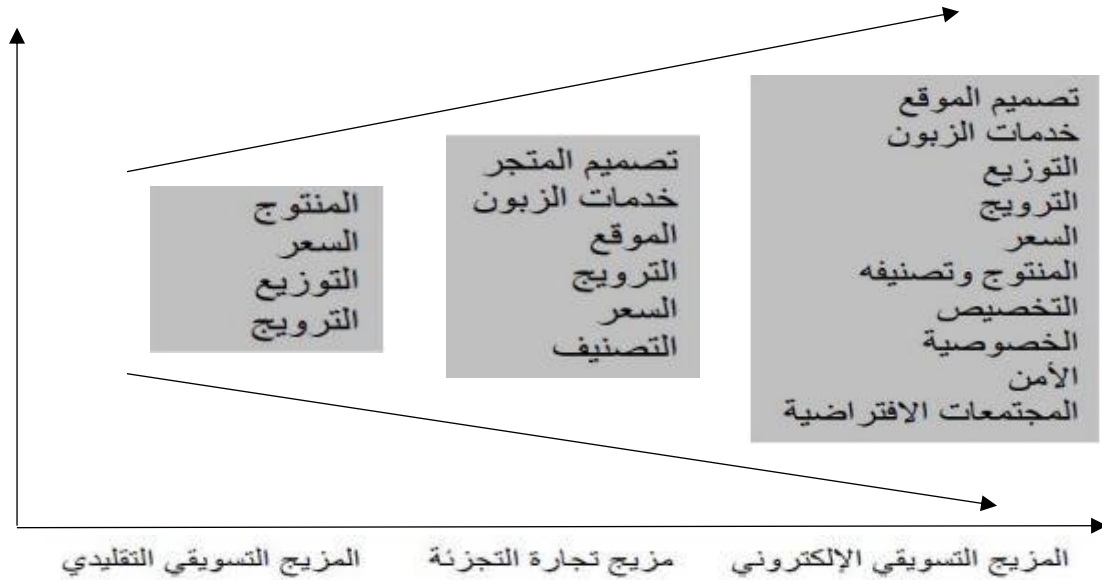 تصميم الموقع
خدمات الزبون
التوزيع
الترويج
السعر
المنتوج وتصنيفه
التخصيص
الخصوصية
الأمن
المجتمعات الافتراضية
تصميم المتجر
خدمات الزبون
الموقع
الترويج
السعر
التصنيف
المنتوج
السعر
التوزيع
الترويج
المزيج التسويقي الإلكتروني
مزيج تجارة التجزئة
المزيج التسويقي التقليدي